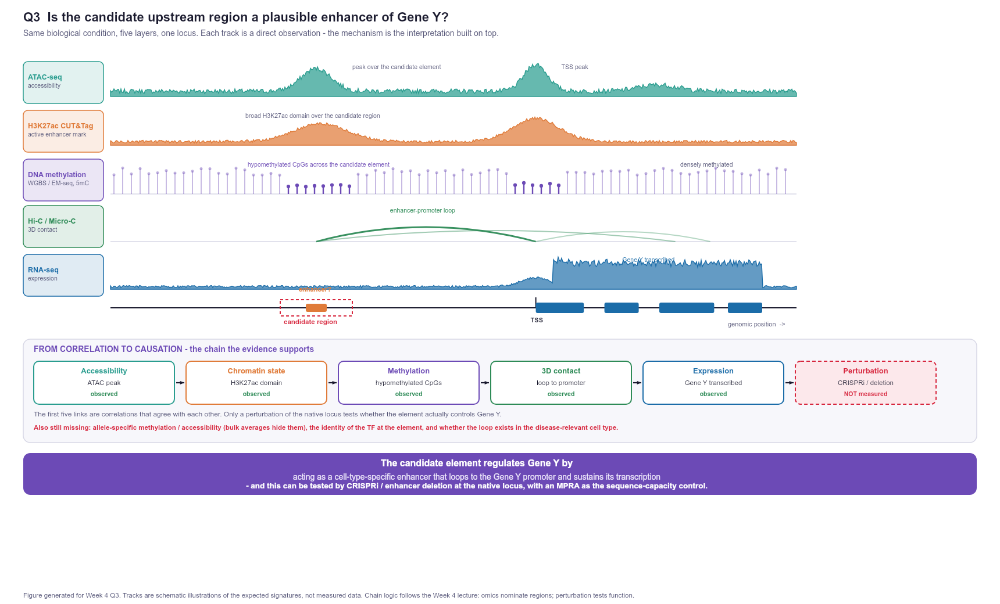 Q3  Is the candidate upstream region a plausible enhancer of Gene Y?
Same biological condition, five layers, one locus. Each track is a direct observation - the mechanism is the interpretation built on top.
ATAC-seq
accessibility
peak over the candidate element
TSS peak
H3K27ac CUT&Tag
active enhancer mark
broad H3K27ac domain over the candidate region
DNA methylation
WGBS / EM-seq, 5mC
hypomethylated CpGs across the candidate element
densely methylated
Hi-C / Micro-C
3D contact
enhancer-promoter loop
RNA-seq
expression
Gene Y transcribed
enhancer?
candidate region
TSS
genomic position ->
FROM CORRELATION TO CAUSATION - the chain the evidence supports
Accessibility
ATAC peak
observed
Chromatin state
H3K27ac domain
observed
Methylation
hypomethylated CpGs
observed
3D contact
loop to promoter
observed
Expression
Gene Y transcribed
observed
Perturbation
CRISPRi / deletion
NOT measured
The first five links are correlations that agree with each other. Only a perturbation of the native locus tests whether the element actually controls Gene Y.
Also still missing: allele-specific methylation / accessibility (bulk averages hide them), the identity of the TF at the element, and whether the loop exists in the disease-relevant cell type.
The candidate element regulates Gene Y by
acting as a cell-type-specific enhancer that loops to the Gene Y promoter and sustains its transcription
- and this can be tested by CRISPRi / enhancer deletion at the native locus, with an MPRA as the sequence-capacity control.
Figure generated for Week 4 Q3. Tracks are schematic illustrations of the expected signatures, not measured data. Chain logic follows the Week 4 lecture: omics nominate regions; perturbation tests function.